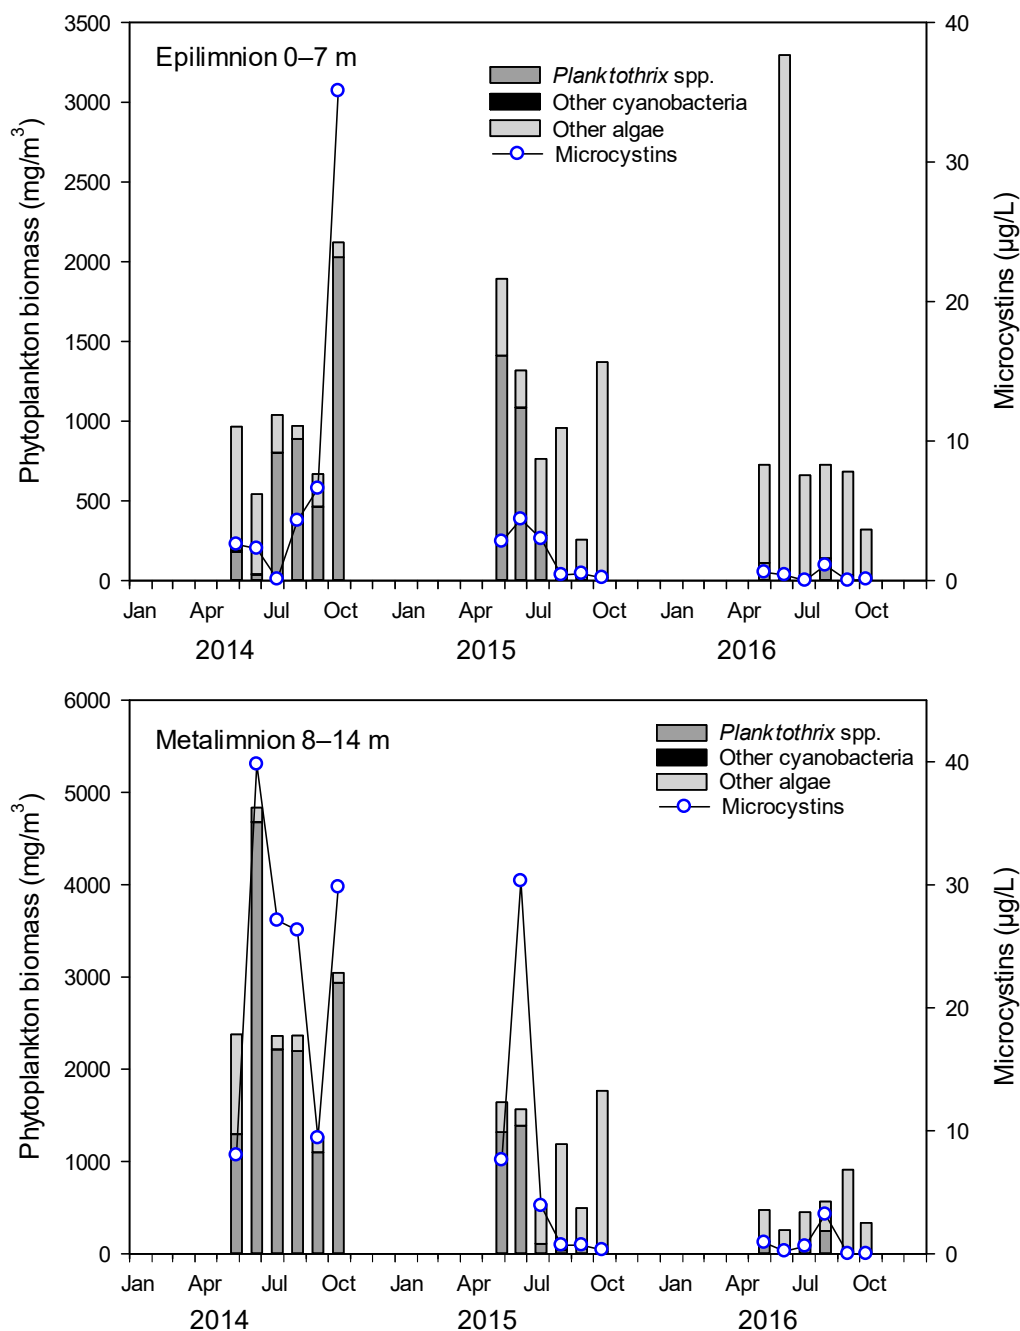 3500
3000
2500
2000
1500
1000
500
0
Phytoplankton biomass (mg/m³)
Epilimnion 0–7 m
Planktothrix spp.
Other cyanobacteria
Other algae
Microcystins
40
30
20
10
0
Microcystins (µg/L)
Jan Apr Jul Oct Jan Apr Jul Oct Jan Apr Jul Oct
2014 2015 2016
6000
5000
4000
3000
2000
1000
0
Phytoplankton biomass (mg/m³)
Metalimnion 8–14 m
Planktothrix spp.
Other cyanobacteria
Other algae
Microcystins
40
30
20
10
0
Microcystins (µg/L)
Jan Apr Jul Oct Jan Apr Jul Oct Jan Apr Jul Oct
2014 2015 2016